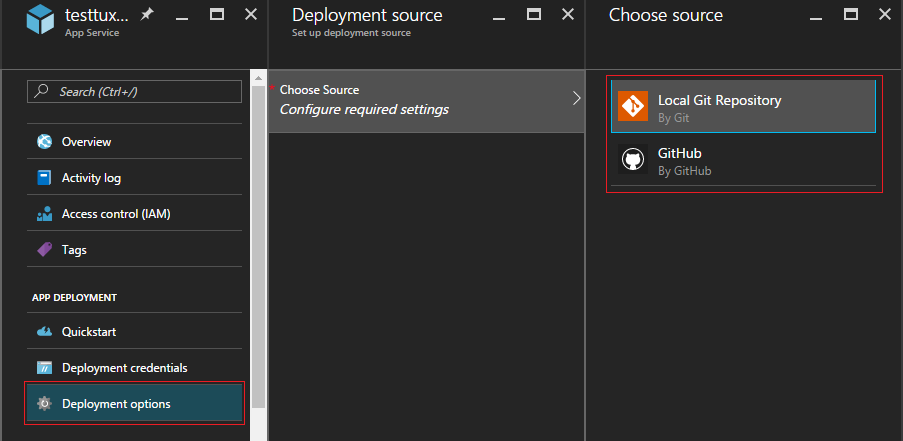 testtux...
App Service
Search (Ctrl+/)
Overview
Activity log
Access control (IAM)
Tags
APP DEPLOYMENT
Quickstart
Deployment credentials
Deployment options
Deployment source
Set up deployment source
* Choose Source
Configure required settings
Choose source
Local Git Repository
By Git
GitHub
By GitHub